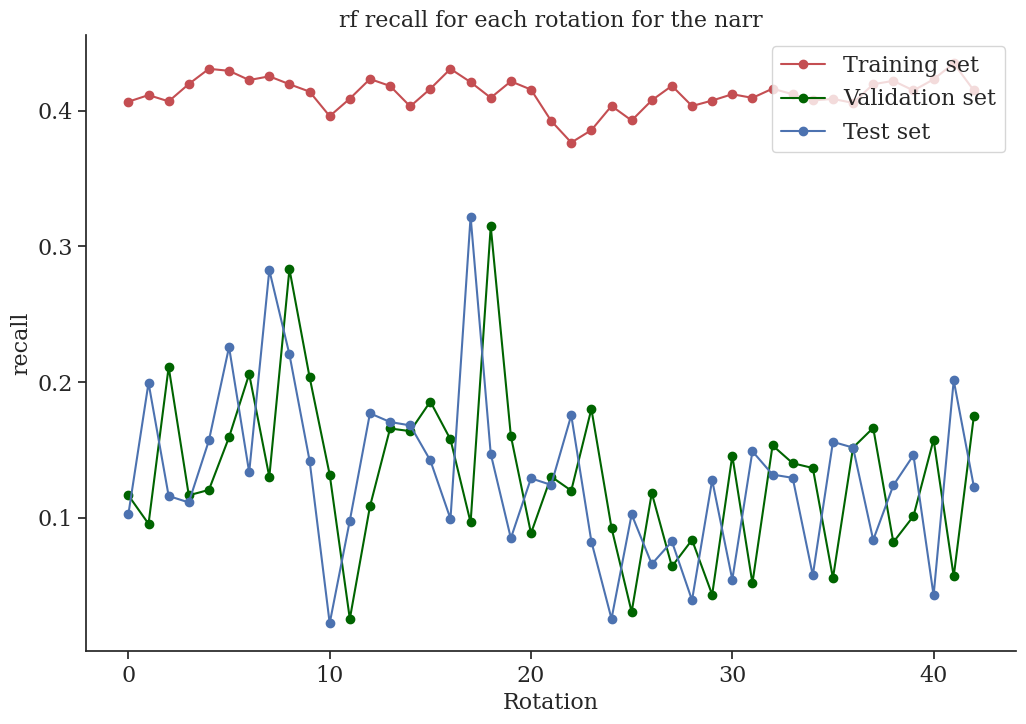 rf recall for each rotation for the narr
Training set
Validation set
Test set
0.4
0.3
0.2
0.1
recall
0
10
20
30
40
Rotation